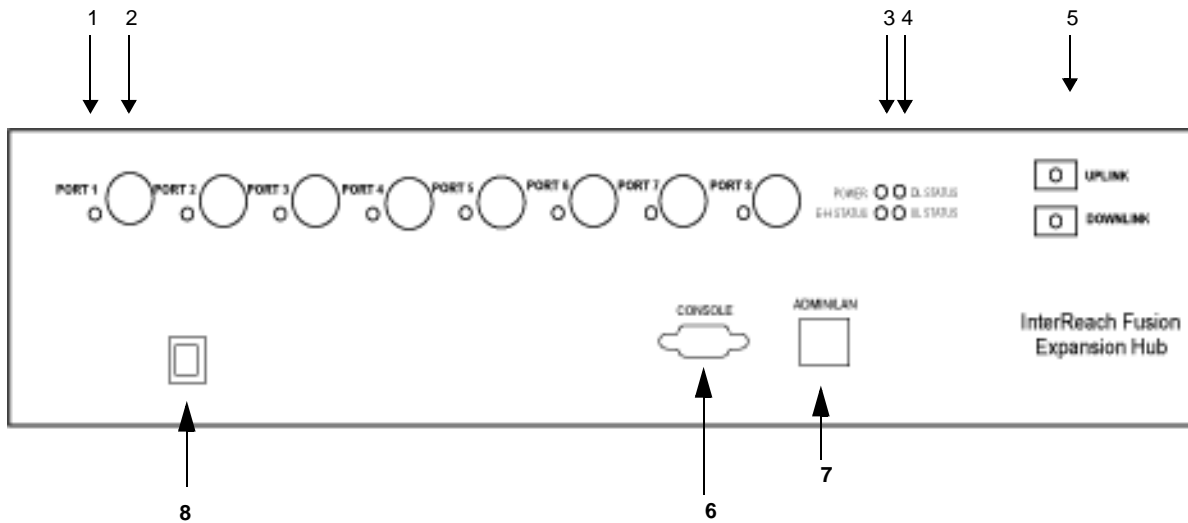 1 2 3 4 5
PORT 1 PORT 2 PORT 3 PORT 4 PORT 5 PORT 6 PORT 7 PORT 8
POWER DL STATUS
E-H STATUS UL STATUS
UPLINK
DOWNLINK
CONSOLE
ADMIN/LAN
InterReach Fusion
Expansion Hub
8 6 7